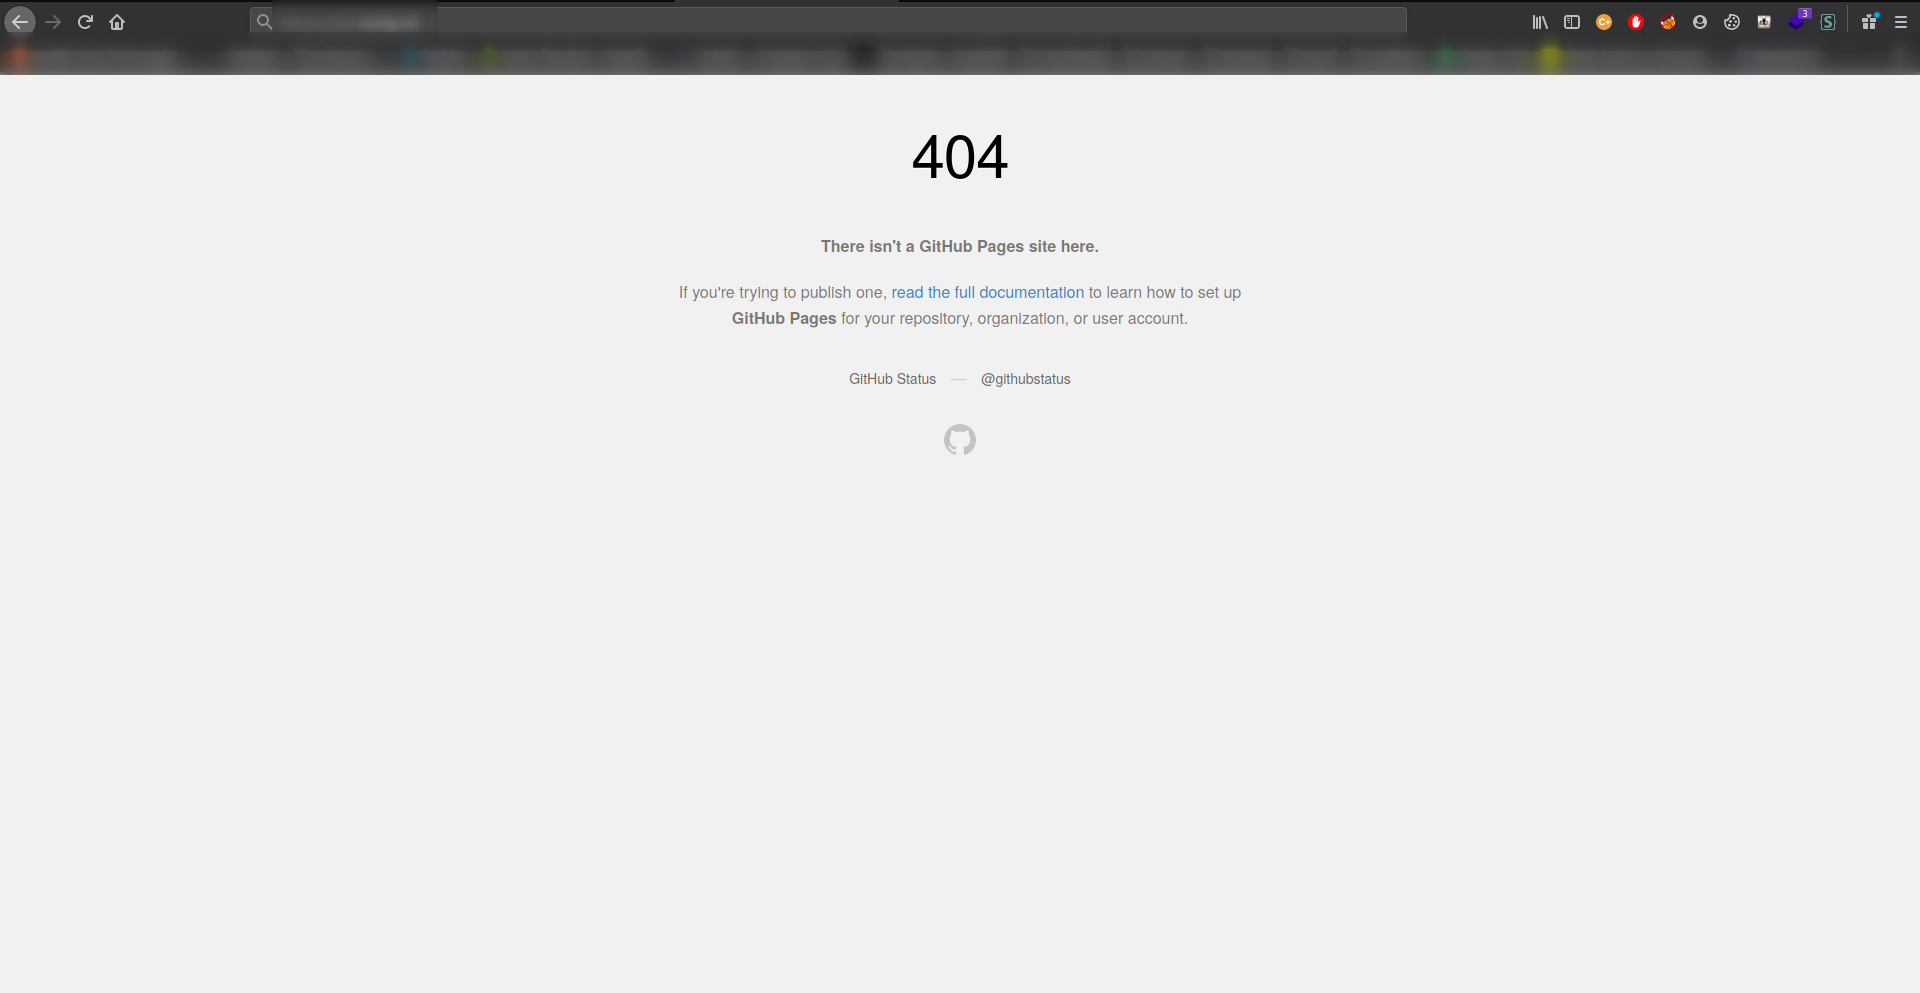 3
404
There isn't a GitHub Pages site here.
If you're trying to publish one, read the full documentation to learn how to set up
GitHub Pages for your repository, organization, or user account.
GitHub Status — @githubstatus